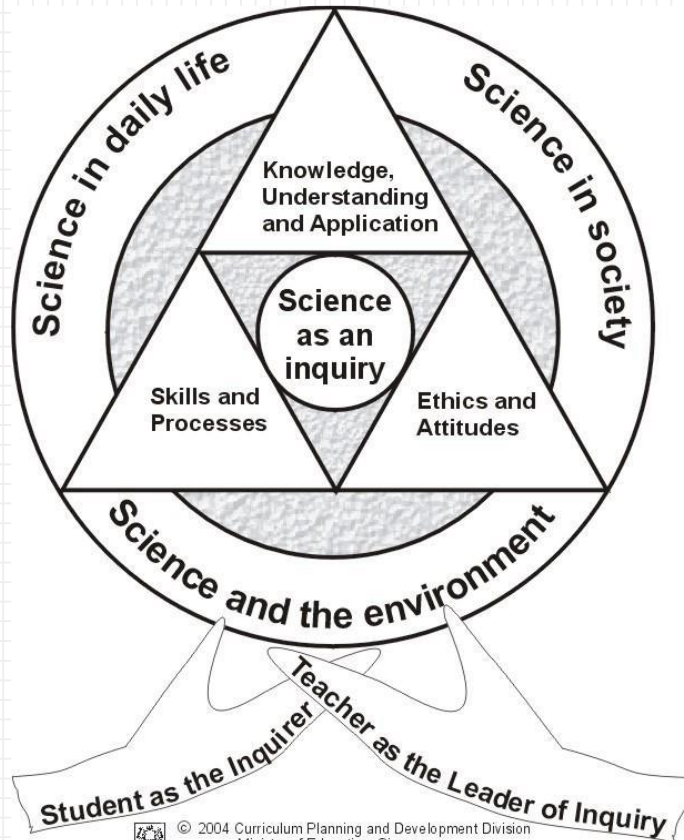 Science in daily life
Science in society
Knowledge,
Understanding
and Application
Science
as an
inquiry
Skills and
Processes
Ethics and
Attitudes
Science and the environment
Student as the Inquirer
Teacher as the Leader of Inquiry
© 2004 Curriculum Planning and Development Division